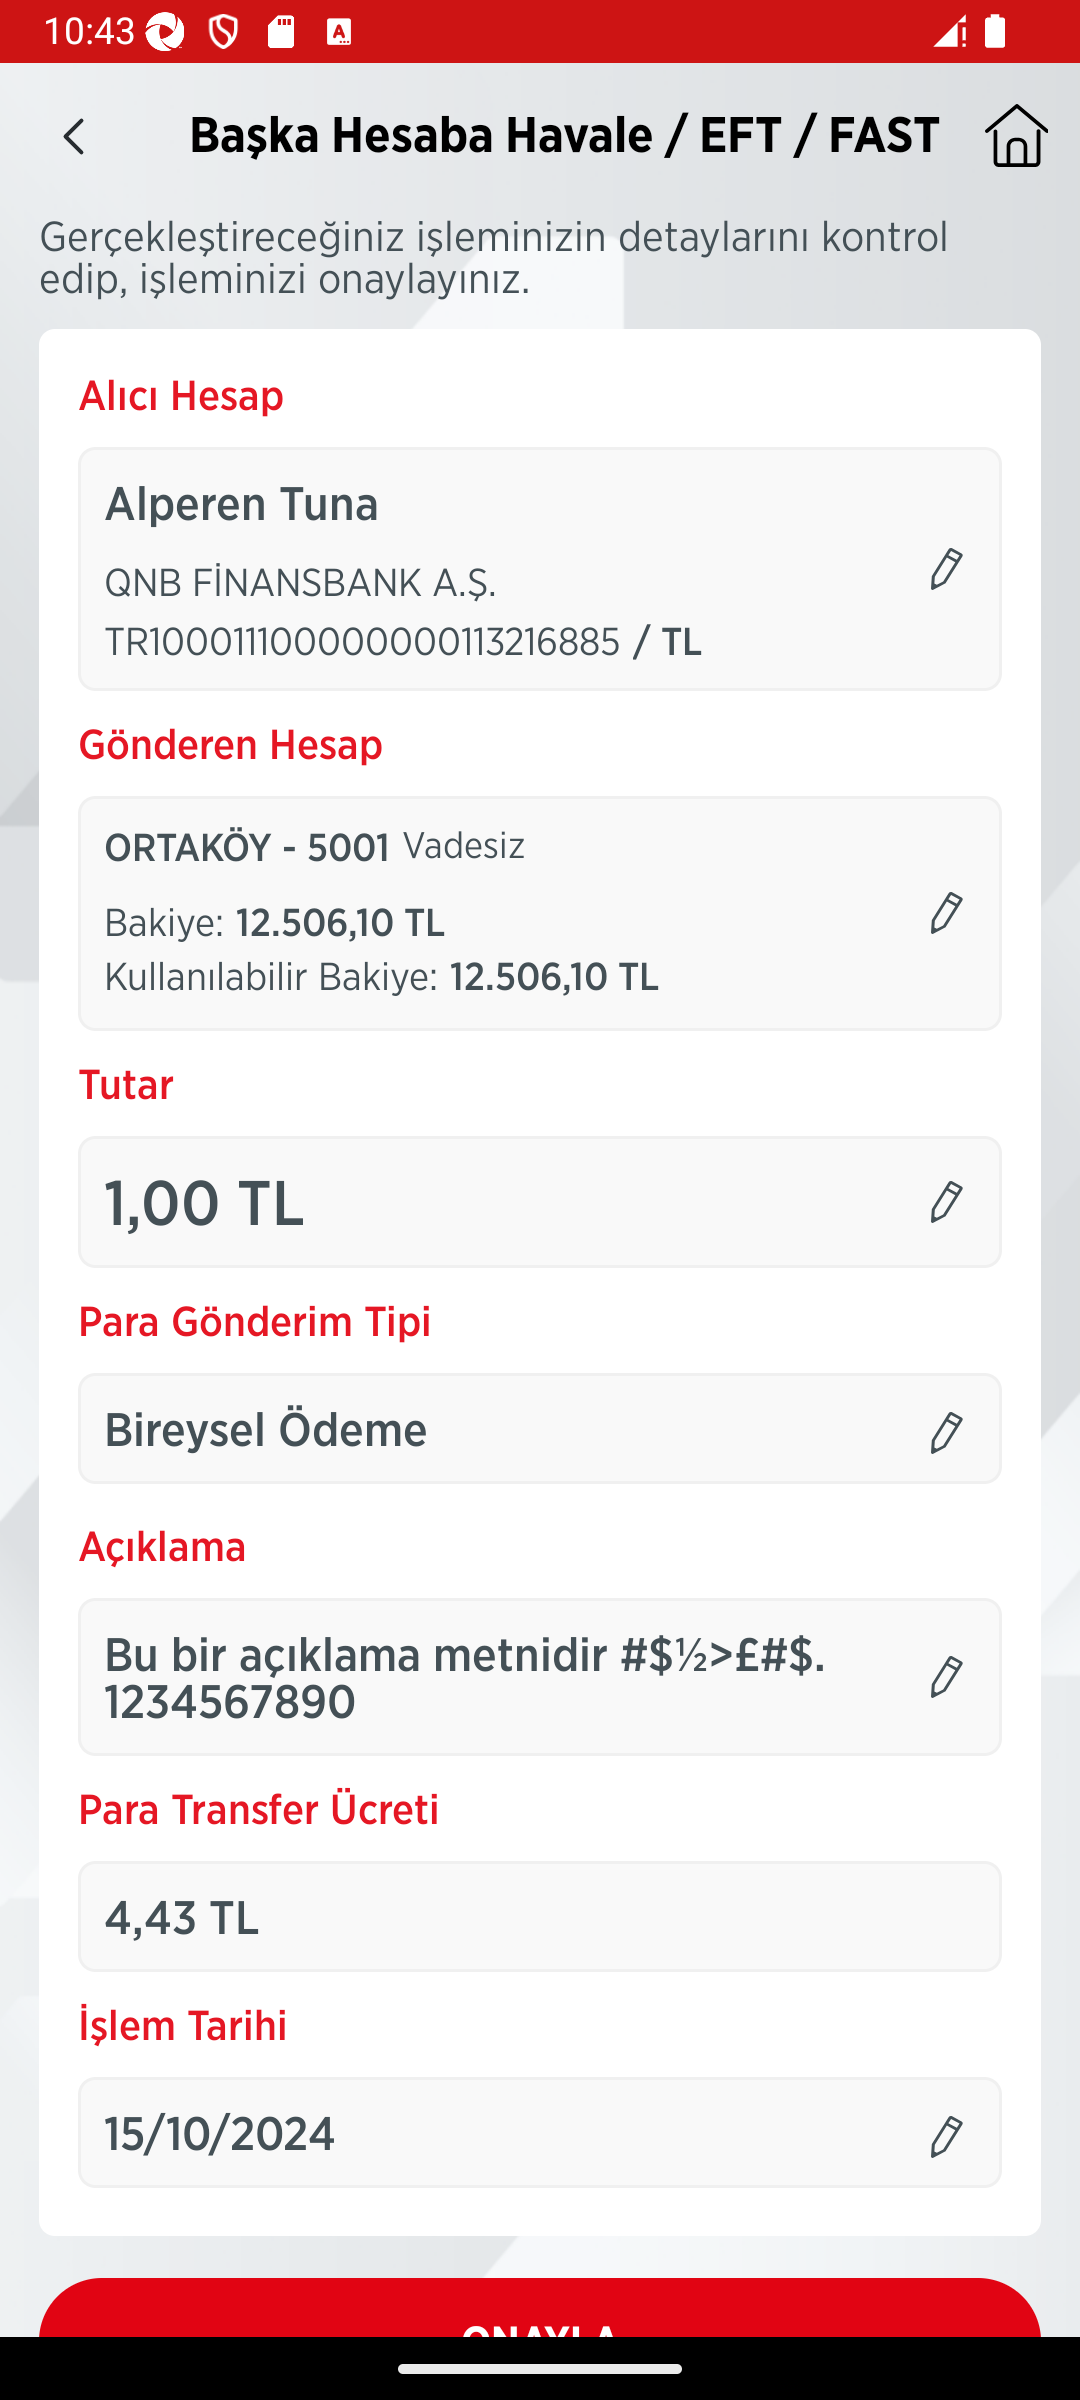 10:43
Başka Hesaba Havale / EFT / FAST
Gerçekleştireceğiniz işleminizin detaylarını kontrol
edip, işleminizi onaylayınız.
Alıcı Hesap
Alperen Tuna
QNB FİNANSBANK A.Ş.
TR100011100000000113216885 / TL
Gönderen Hesap
ORTAKÖY - 5001 Vadesiz
Bakiye: 12.506,10 TL
Kullanılabilir Bakiye: 12.506,10 TL
Tutar
1,00 TL
Para Gönderim Tipi
Bireysel Ödeme
Açıklama
Bu bir açıklama metnidir #$½>£#$.
1234567890
Para Transfer Ücreti
4,43 TL
İşlem Tarihi
15/10/2024
ONAYLA